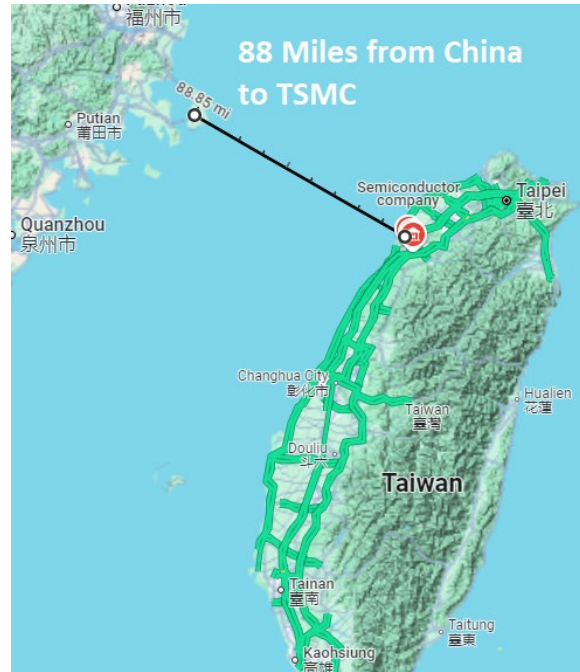 福州市
88 Miles from China
to TSMC
88.85 mi
Putian
莆田市
Semiconductor
company
Taipei
臺北
Quanzhou
泉州市
Changhua City
彰化市
Hualien
花蓮
Taiwan
臺灣
Douliu
斗六
Taiwan
Tainan
臺南
Taitung
臺東
Kaohsiung
高雄